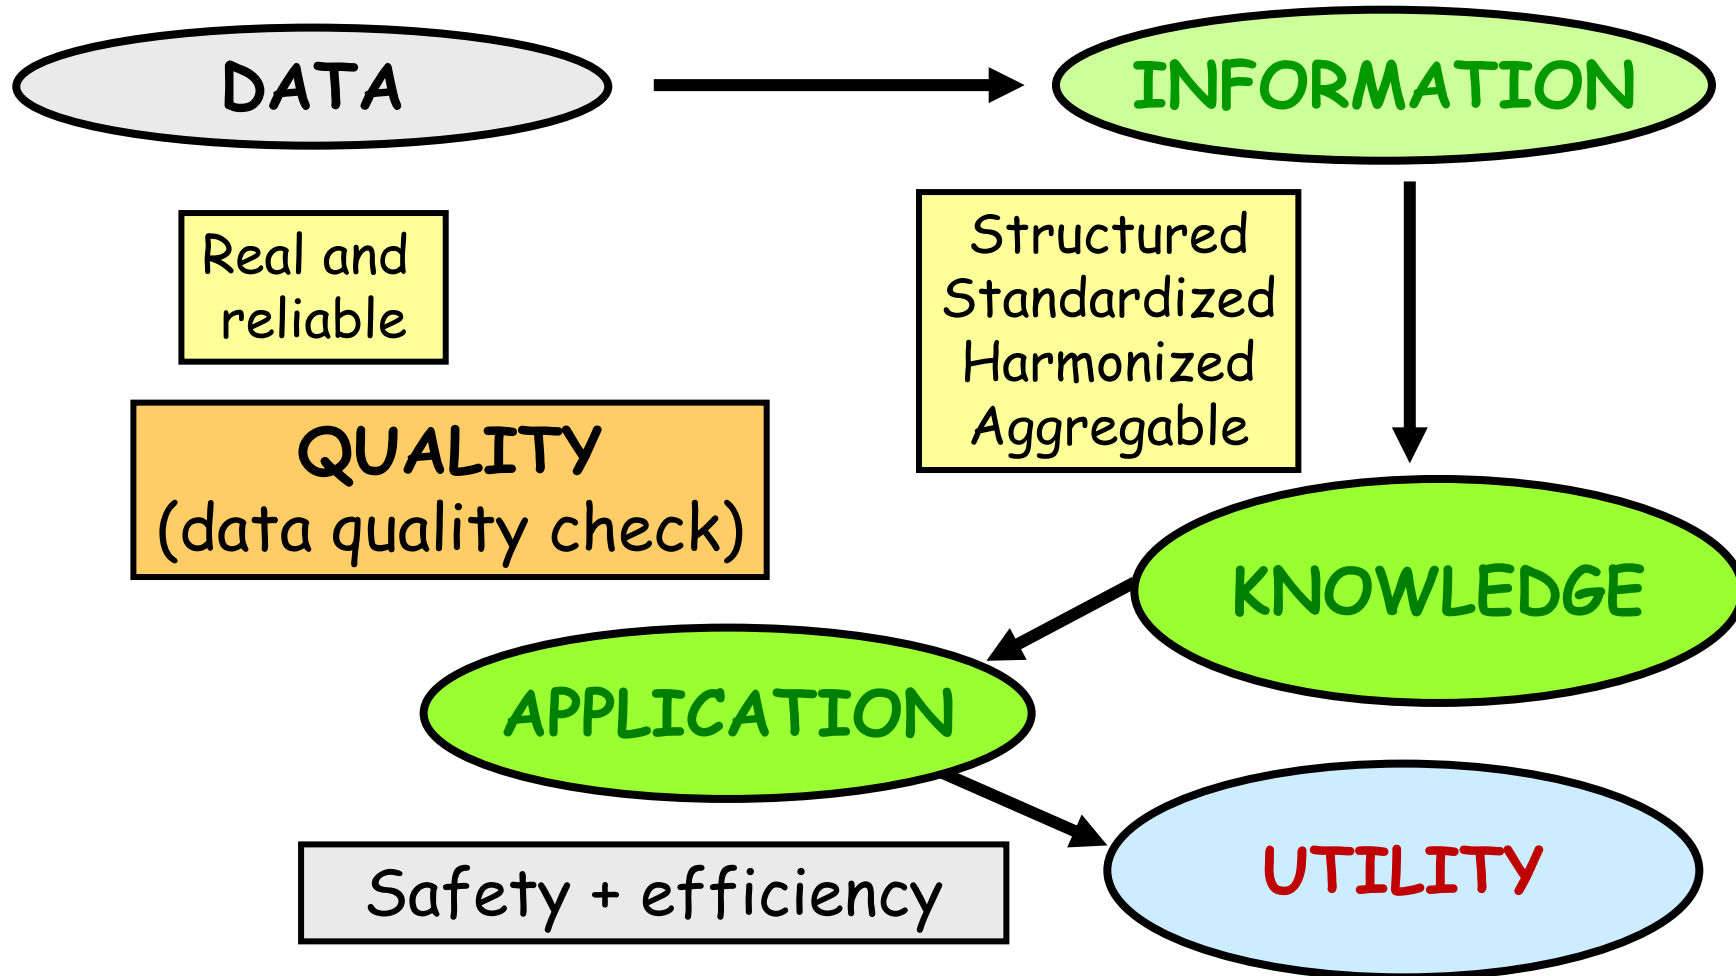 DATA
INFORMATION
Real and
reliable
Structured
Standardized
Harmonized
Aggregable
QUALITY
(data quality check)
KNOWLEDGE
APPLICATION
UTILITY
Safety + efficiency